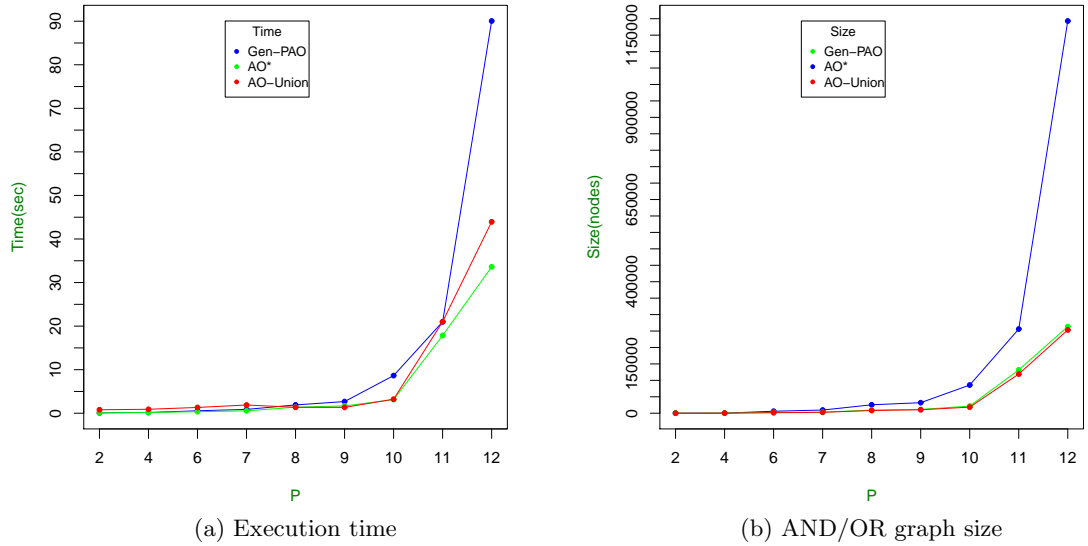 Time
Gen−PAO
AO*
AO−Union
Time(sec)
90
80
70
60
50
40
30
20
10
0
2 4 6 7 8 9 10 11 12
P
(a) Execution time
Size
Gen−PAO
AO*
AO−Union
Size(nodes)
1150000
900000
650000
400000
150000
0
2 4 6 7 8 9 10 11 12
P
(b) AND/OR graph size